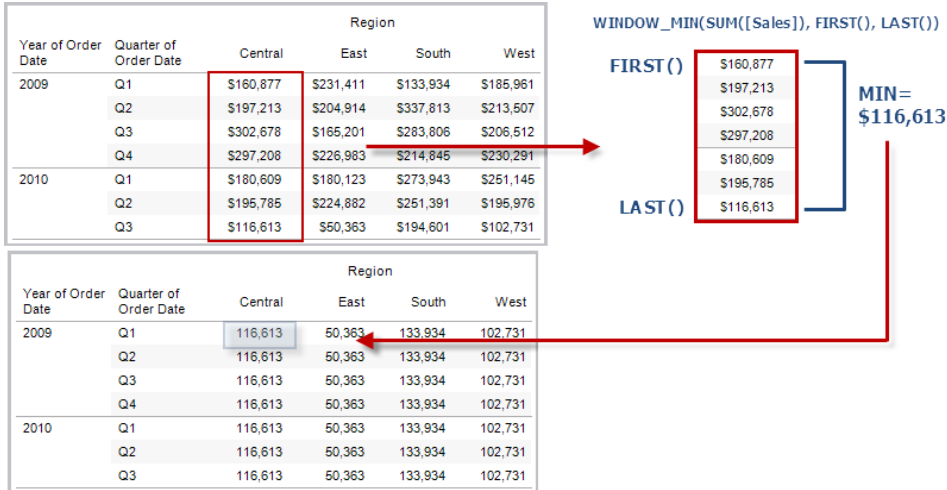 Region
Year of Order Date Quarter of Order Date Central East South West
2009 Q1 $160,877 $231,411 $133,934 $185,961
Q2 $197,213 $204,914 $337,813 $213,507
Q3 $302,678 $165,201 $283,806 $206,512
Q4 $297,208 $226,983 $214,845 $230,291
2010 Q1 $180,609 $180,123 $273,943 $251,145
Q2 $195,785 $224,882 $251,391 $195,976
Q3 $116,613 $50,363 $194,601 $102,731
WINDOW_MIN(SUM([Sales]), FIRST(), LAST())
FIRST() $160,877
$197,213
$302,678
$297,208
$180,609
$195,785
LAST() $116,613
MIN=
$116,613
Region
Year of Order Date Quarter of Order Date Central East South West
2009 Q1 116,613 50,363 133,934 102,731
Q2 116,613 50,363 133,934 102,731
Q3 116,613 50,363 133,934 102,731
Q4 116,613 50,363 133,934 102,731
2010 Q1 116,613 50,363 133,934 102,731
Q2 116,613 50,363 133,934 102,731
Q3 116,613 50,363 133,934 102,731